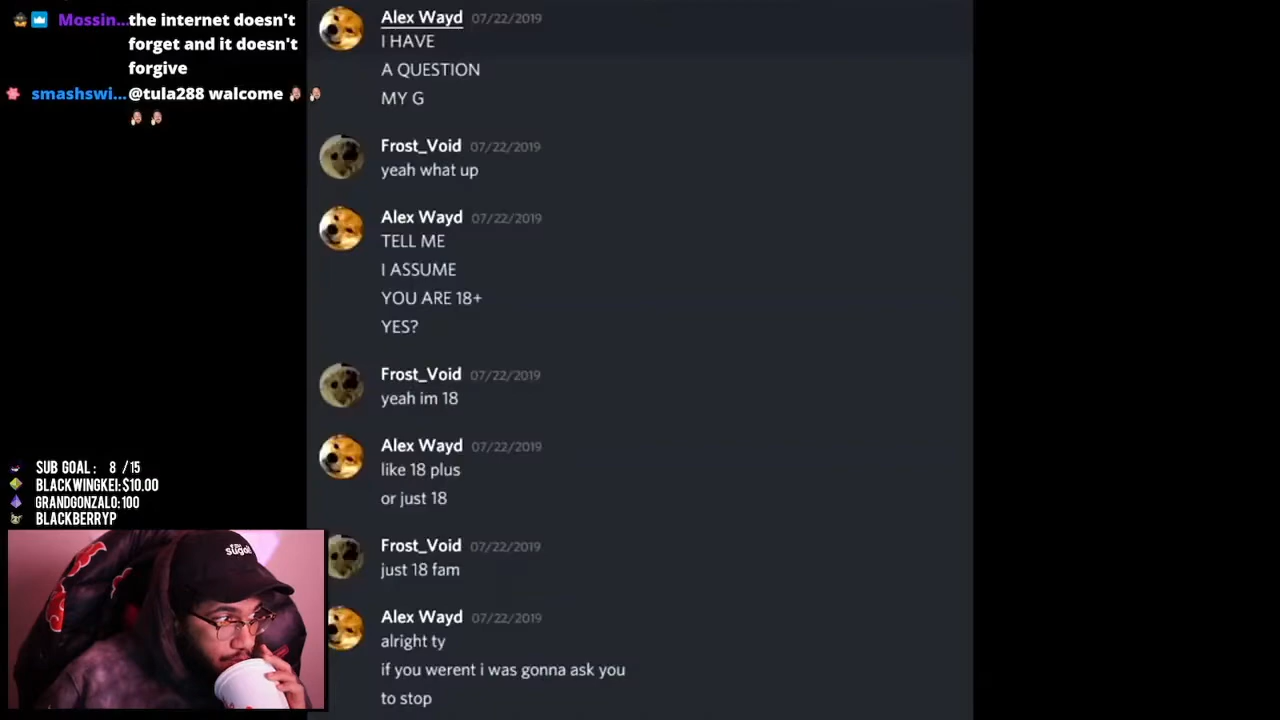 Mossin... the internet doesn't
forget and it doesn't
forgive
smashswi... @tula288 walcome
SUB GOAL: 8 /15
BLACKWINGKEI:$10.00
GRANDGONZALO:100
BLACKBERRYP
Alex Wayd 07/22/2019
I HAVE
A QUESTION
MY G
Frost_Void 07/22/2019
yeah what up
Alex Wayd 07/22/2019
TELL ME
I ASSUME
YOU ARE 18+
YES?
Frost_Void 07/22/2019
yeah im 18
Alex Wayd 07/22/2019
like 18 plus
or just 18
Frost_Void 07/22/2019
just 18 fam
Alex Wayd 07/22/2019
alright ty
if you werent i was gonna ask you
to stop
sugoi